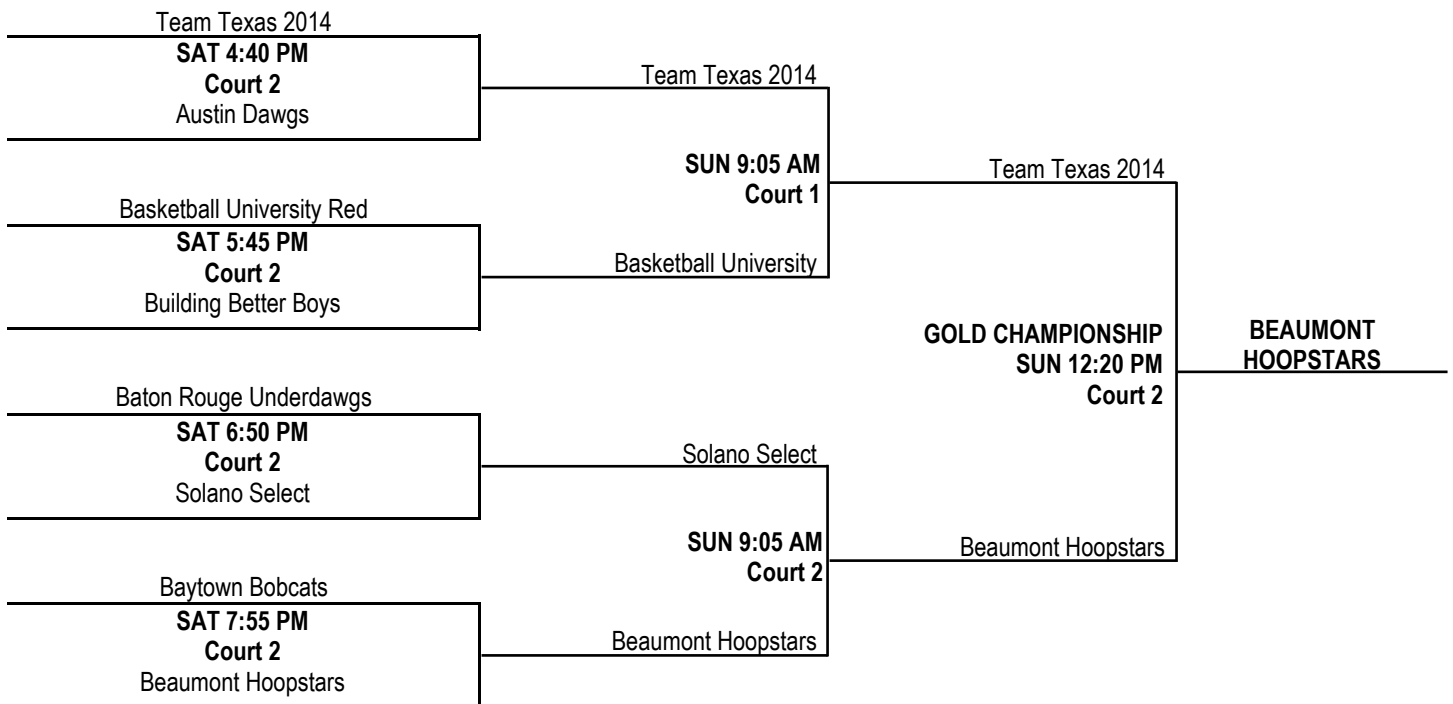 Team Texas 2014
SAT 4:40 PM
Court 2
Austin Dawgs
Basketball University Red
SAT 5:45 PM
Court 2
Building Better Boys
Baton Rouge Underdawgs
SAT 6:50 PM
Court 2
Solano Select
Baytown Bobcats
SAT 7:55 PM
Court 2
Beaumont Hoopstars
Team Texas 2014
SUN 9:05 AM
Court 1
Basketball University
Solano Select
SUN 9:05 AM
Court 2
Beaumont Hoopstars
Team Texas 2014
GOLD CHAMPIONSHIP
SUN 12:20 PM
Court 2
Beaumont Hoopstars
BEAUMONT
HOOPSTARS